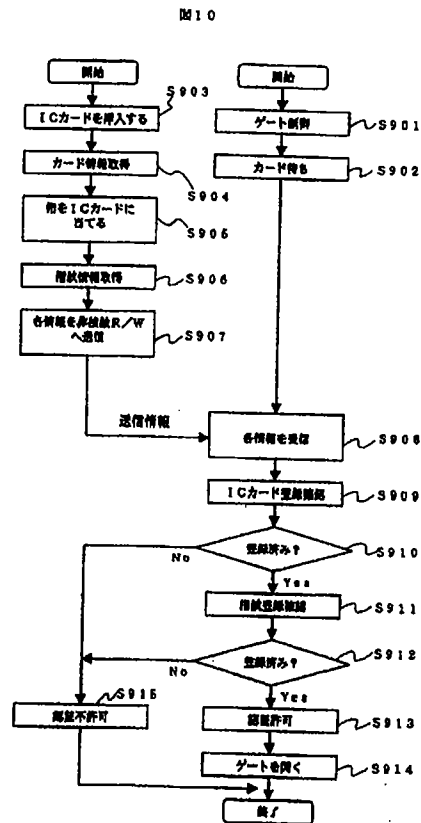 図10
開始
S903
ICカードを挿入する
カード情報取得
S904
指をICカードに
当てる
S905
指紋情報取得
S906
各情報を非接触R/W
へ送信
S907
開始
ゲート制御
S901
カード待ち
S902
送信情報
各情報を受信
S908
ICカード登録確認
S909
登録済み?
S910
No
Yes
指紋登録確認
S911
登録済み?
S912
No
Yes
S915
認証不許可
認証許可
S913
ゲートを開く
S914
終了